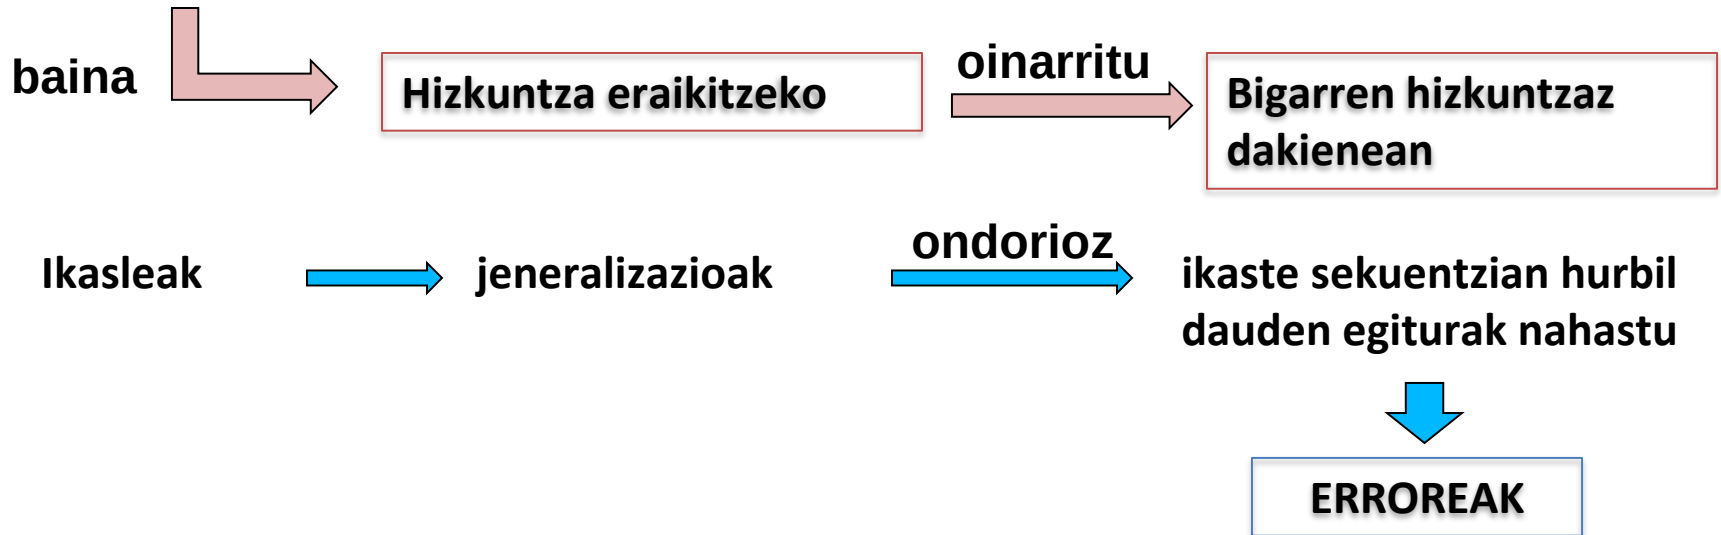 baina
Hizkuntza eraikitzeko
oinarritu
Bigarren hizkuntzaz
dakienean
Ikasleak
jeneralizazioak
ondorioz
ikaste sekuentzian hurbil
dauden egiturak nahastu
ERROREAK